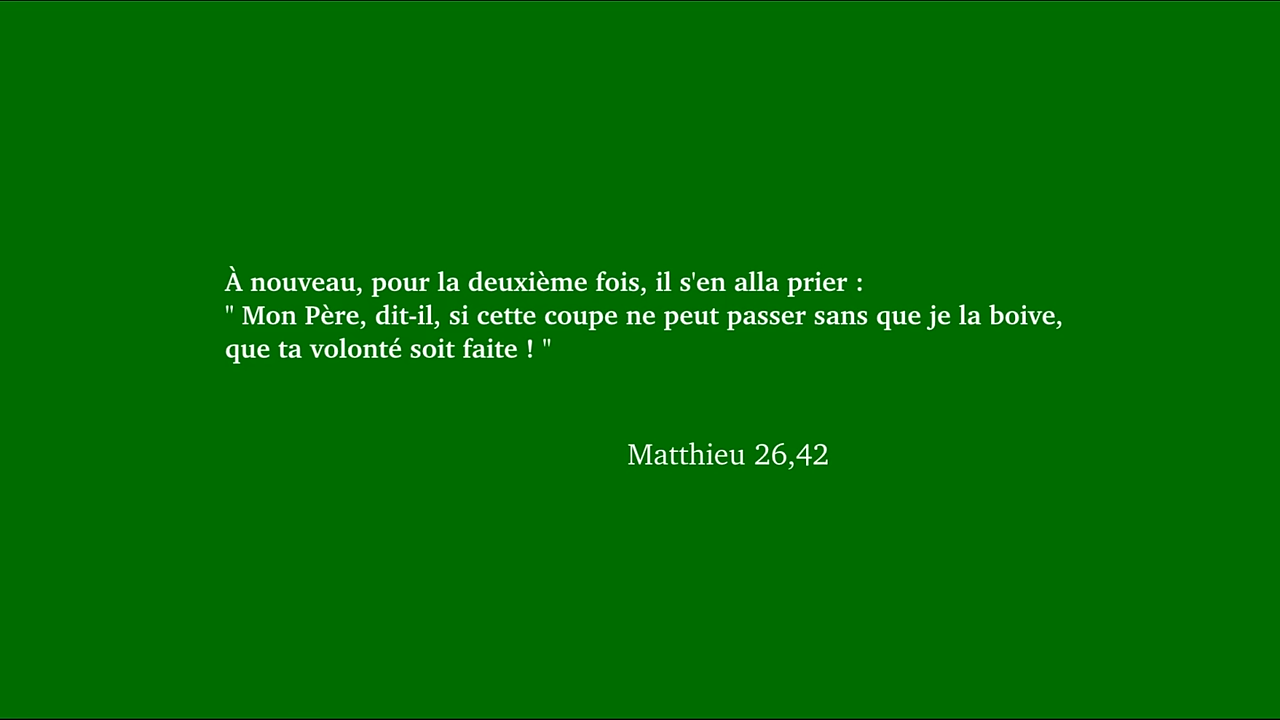 À nouveau, pour la deuxième fois, il s'en alla prier :
" Mon Père, dit-il, si cette coupe ne peut passer sans que je la boive,
que ta volonté soit faite ! "
Matthieu 26,42